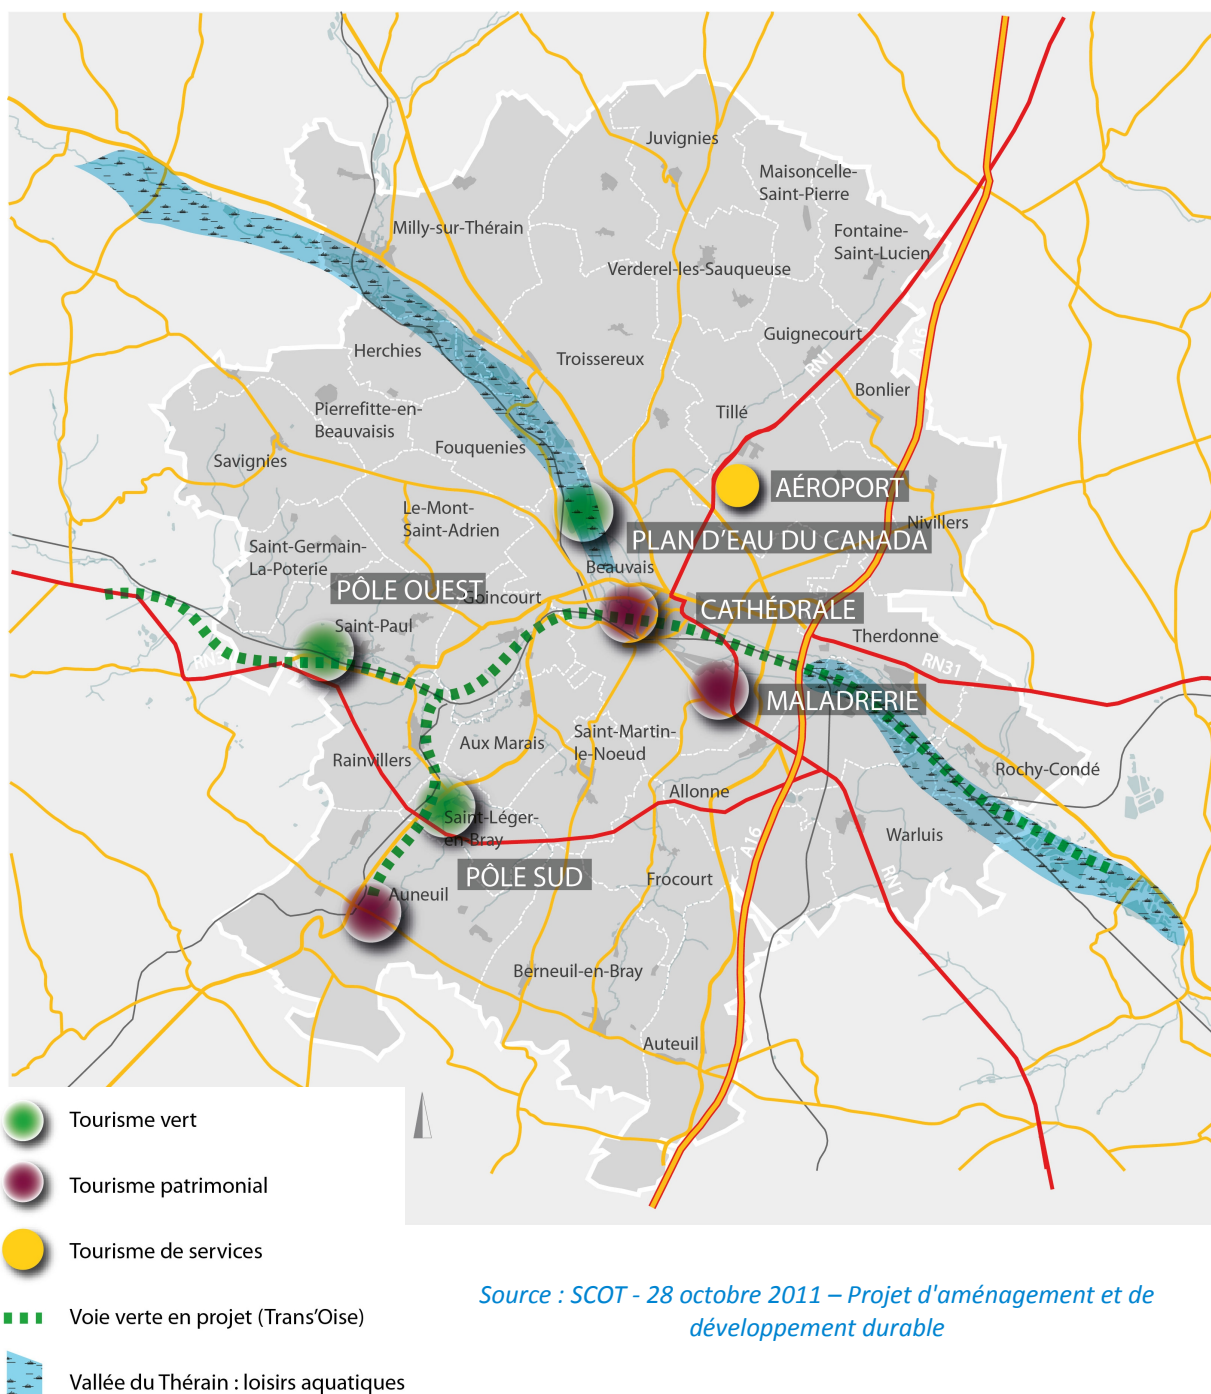 Juvignies
Maisoncelle-
Saint-Pierre
Milly-sur-Thérain
Fontaine-
Saint-Lucien
Verderel-les-Sauqueuse
Guignecourt
RN1
A16
Herchies
Troissereux
Bonlier
Pierrefitte-en-
Beauvaisis
Tillé
Fouquenies
Savignies
AÉROPORT
Le-Mont-
Saint-Adrien
Nivillers
PLAN D'EAU DU CANADA
Saint-Germain-
La-Poterie
Beauvais
PÔLE OUEST
Goincourt
CATHÉDRALE
Saint-Paul
Therdonne
RN31
RN31
MALADRERIE
Saint-Martin-
le-Noeud
Aux Marais
Rainvillers
Rochy-Condé
Allonne
Saint-Léger-
en-Bray
Warluis
A16
PÔLE SUD
Frocourt
RN1
Auneuil
Berneuil-en-Bray
Auteuil
Tourisme vert
Tourisme patrimonial
Tourisme de services
Voie verte en projet (Trans'Oise)
Vallée du Thérain : loisirs aquatiques
Source : SCOT - 28 octobre 2011 – Projet d'aménagement et de
développement durable